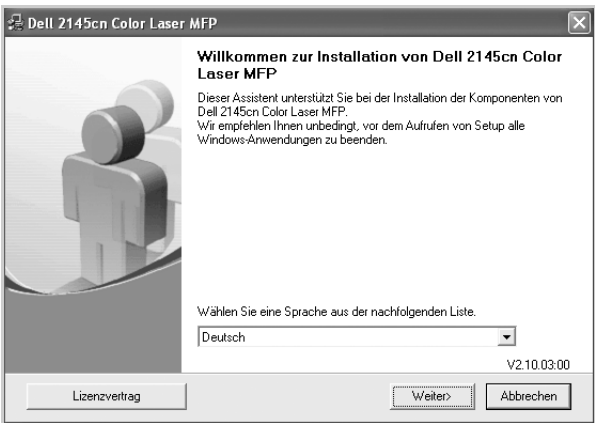 Dell 2145cn Color Laser MFP
Willkommen zur Installation von Dell 2145cn Color
Laser MFP
Dieser Assistent unterstützt Sie bei der Installation der Komponenten von
Dell 2145cn Color Laser MFP.
Wir empfehlen Ihnen unbedingt, vor dem Aufrufen von Setup alle
Windows-Anwendungen zu beenden.
Wählen Sie eine Sprache aus der nachfolgenden Liste.
Deutsch
V2.10.03:00
Lizenzvertrag
Weiter>
Abbrechen